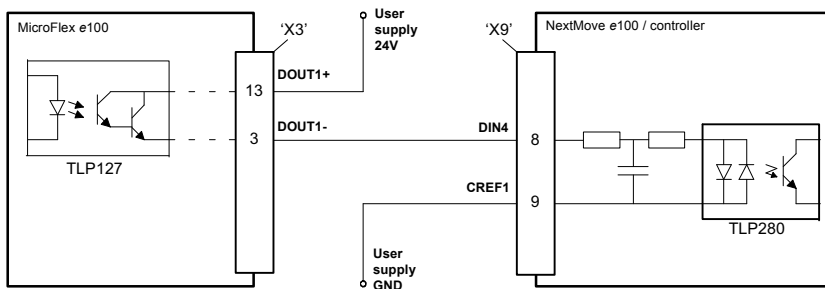 MicroFlex e100
'X3'
User
supply
24V
'X9'
NextMove e100 / controller
DOUT1+
13
DOUT1-
3
DIN4
8
TLP127
CREF1
9
TLP280
User
supply
GND